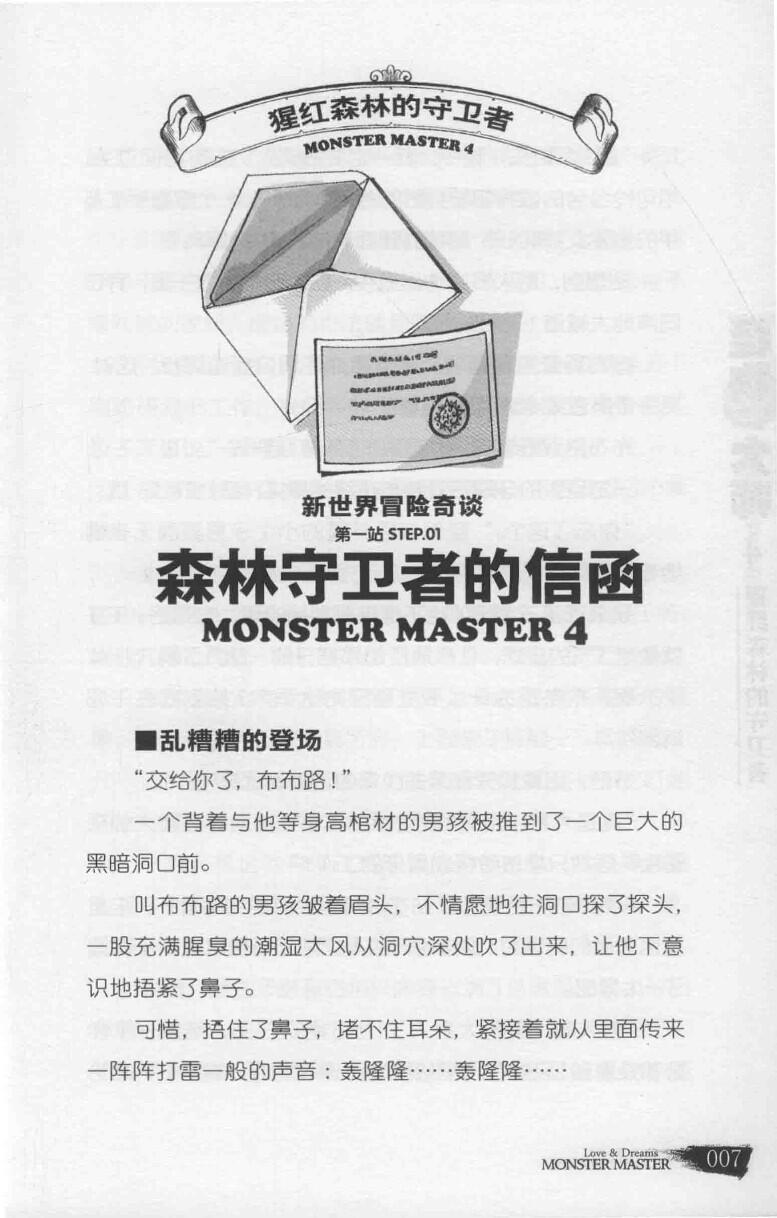 猩红森林的守卫者
MONSTER MASTER 4
新世界冒险奇谈
第一站 STEP.01
森林守卫者的信函
MONSTER MASTER 4
■乱糟糟的登场
“交给你了，布布路！”
一个背着与他等身高棺材的男孩被推到了一个巨大的
黑暗洞口前。
叫布布路的男孩皱着眉头，不情愿地往洞口探了探头，
一股充满腥臭的潮湿大风从洞穴深处吹了出来，让他下意
识地捂紧了鼻子。
可惜，捂住了鼻子，堵不住耳朵，紧接着就从里面传来
一阵阵打雷一般的声音：轰隆隆……轰隆隆……
Love & Dreams
MONSTER MASTER 007